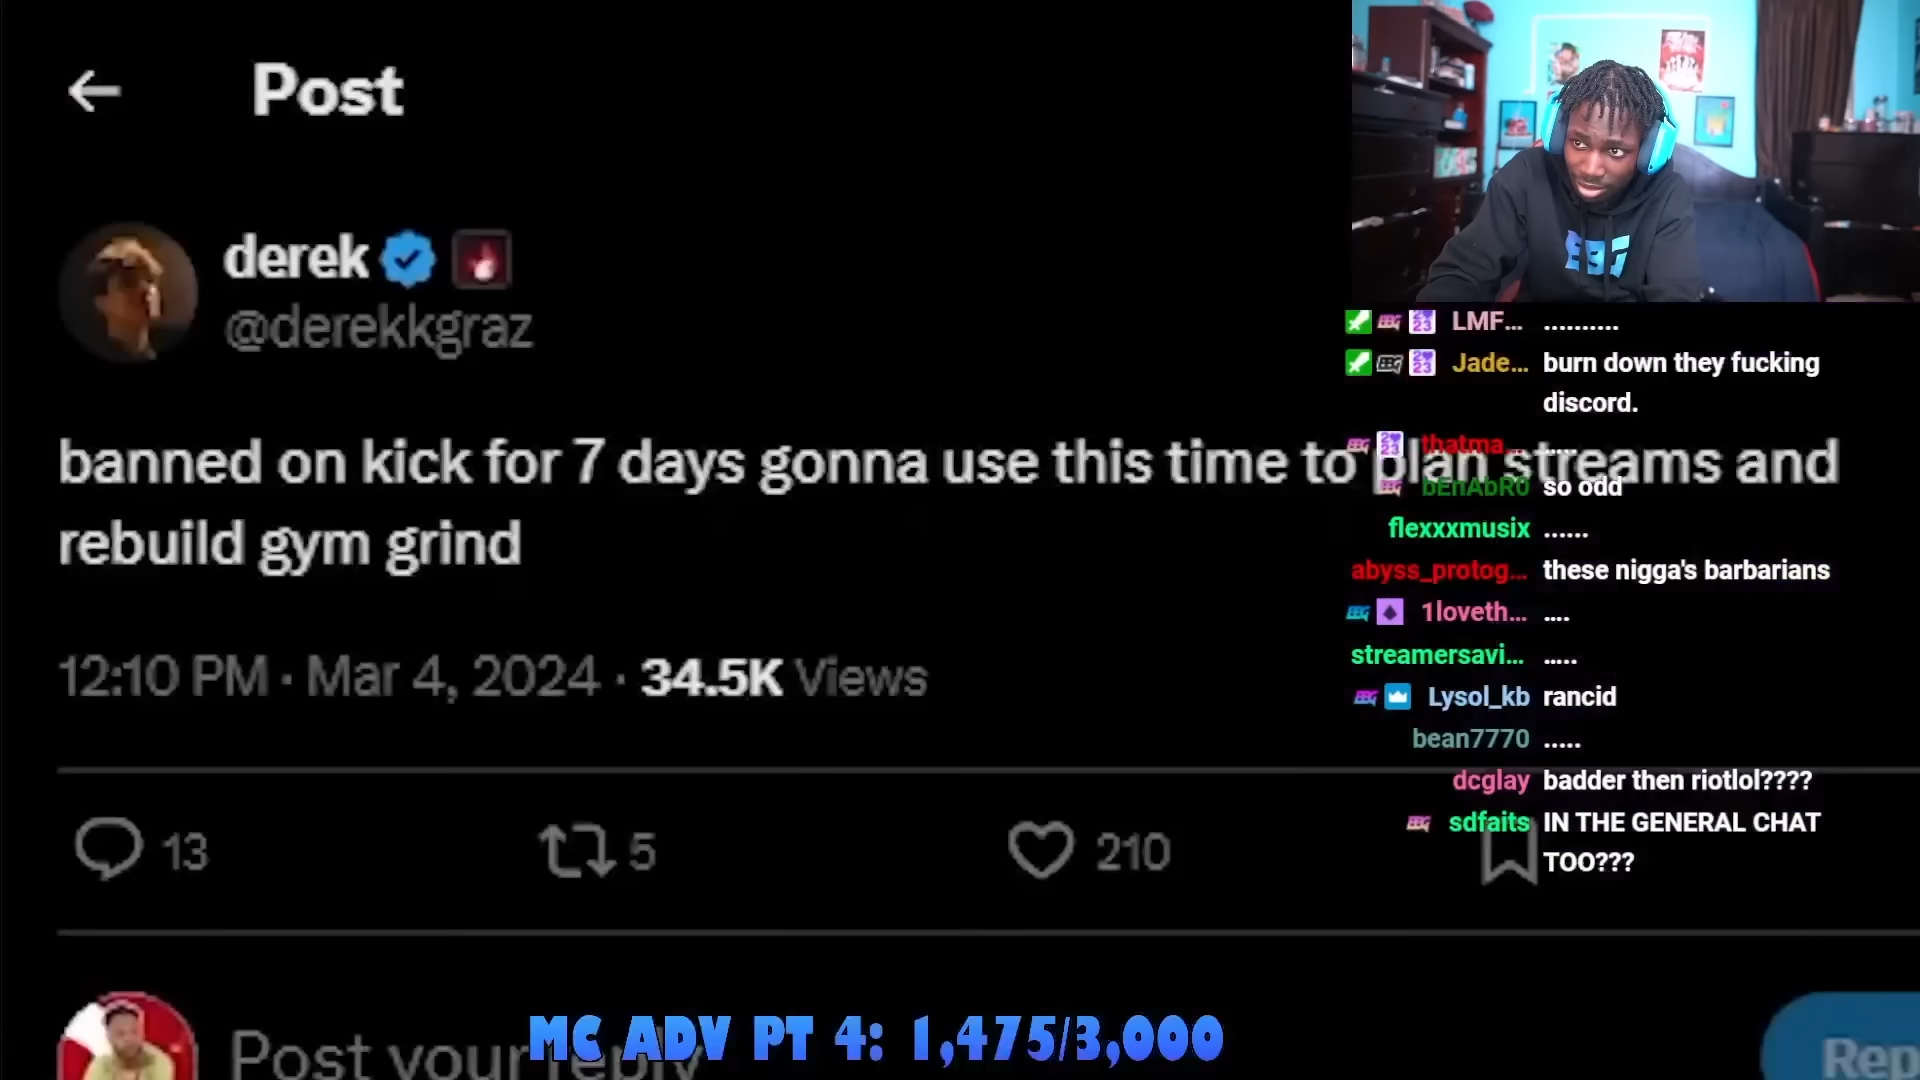 Post
derek
@derekkgraz
banned on kick for 7 days gonna use this time to plan streams and
rebuild gym grind
12:10 PM · Mar 4, 2024 · 34.5K Views
13 5 210
Post your reply
Rep
MC ADV PT 4: 1,475/3,000
LMF... ..........
Jade... burn down they fucking
discord.
thatma... .....
bEnAbR0 so odd
flexxxmusix ......
abyss_protog... these nigga's barbarians
1loveth... ....
streamersavi... .....
Lysol_kb rancid
bean7770 .....
dcglay badder then riotlol????
sdfaits IN THE GENERAL CHAT
TOO???